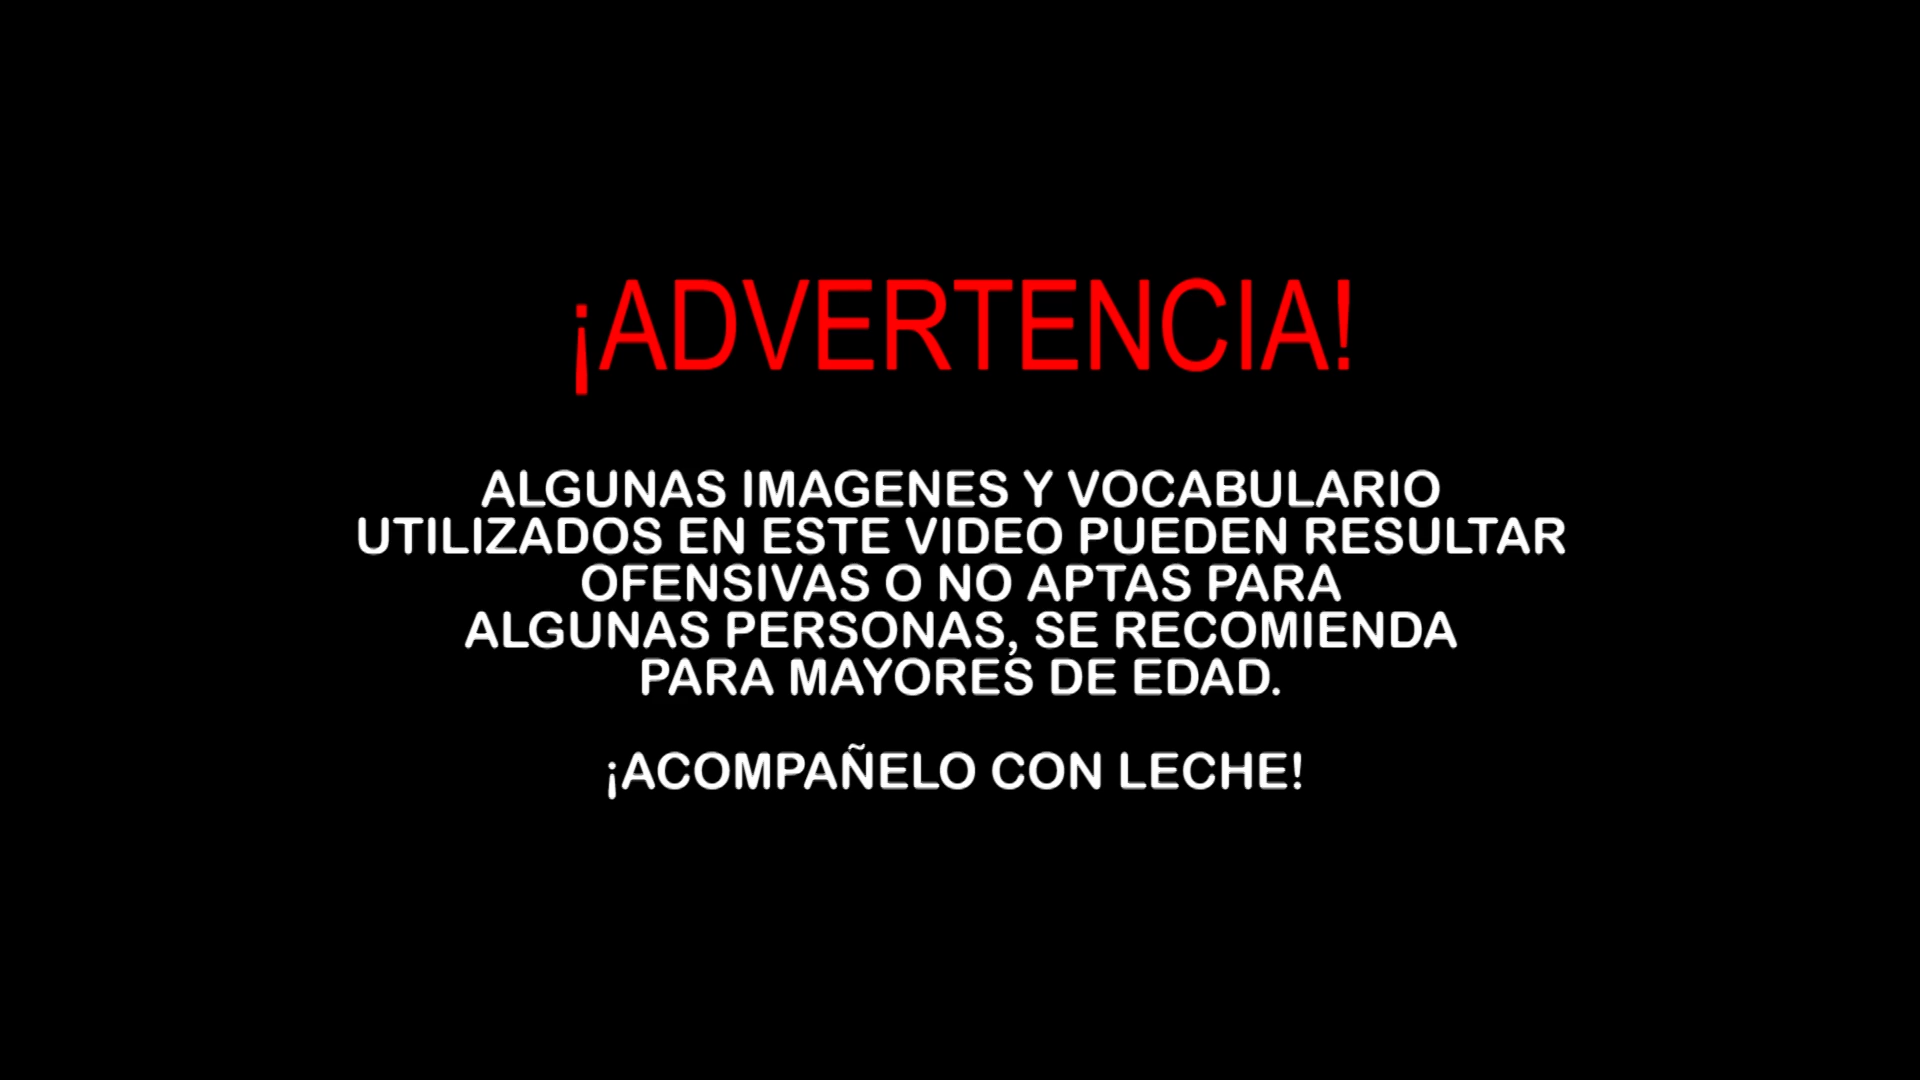 ¡ADVERTENCIA!
ALGUNAS IMAGENES Y VOCABULARIO
UTILIZADOS EN ESTE VIDEO PUEDEN RESULTAR
OFENSIVAS O NO APTAS PARA
ALGUNAS PERSONAS, SE RECOMIENDA
PARA MAYORES DE EDAD.
¡ACOMPAÑELO CON LECHE!